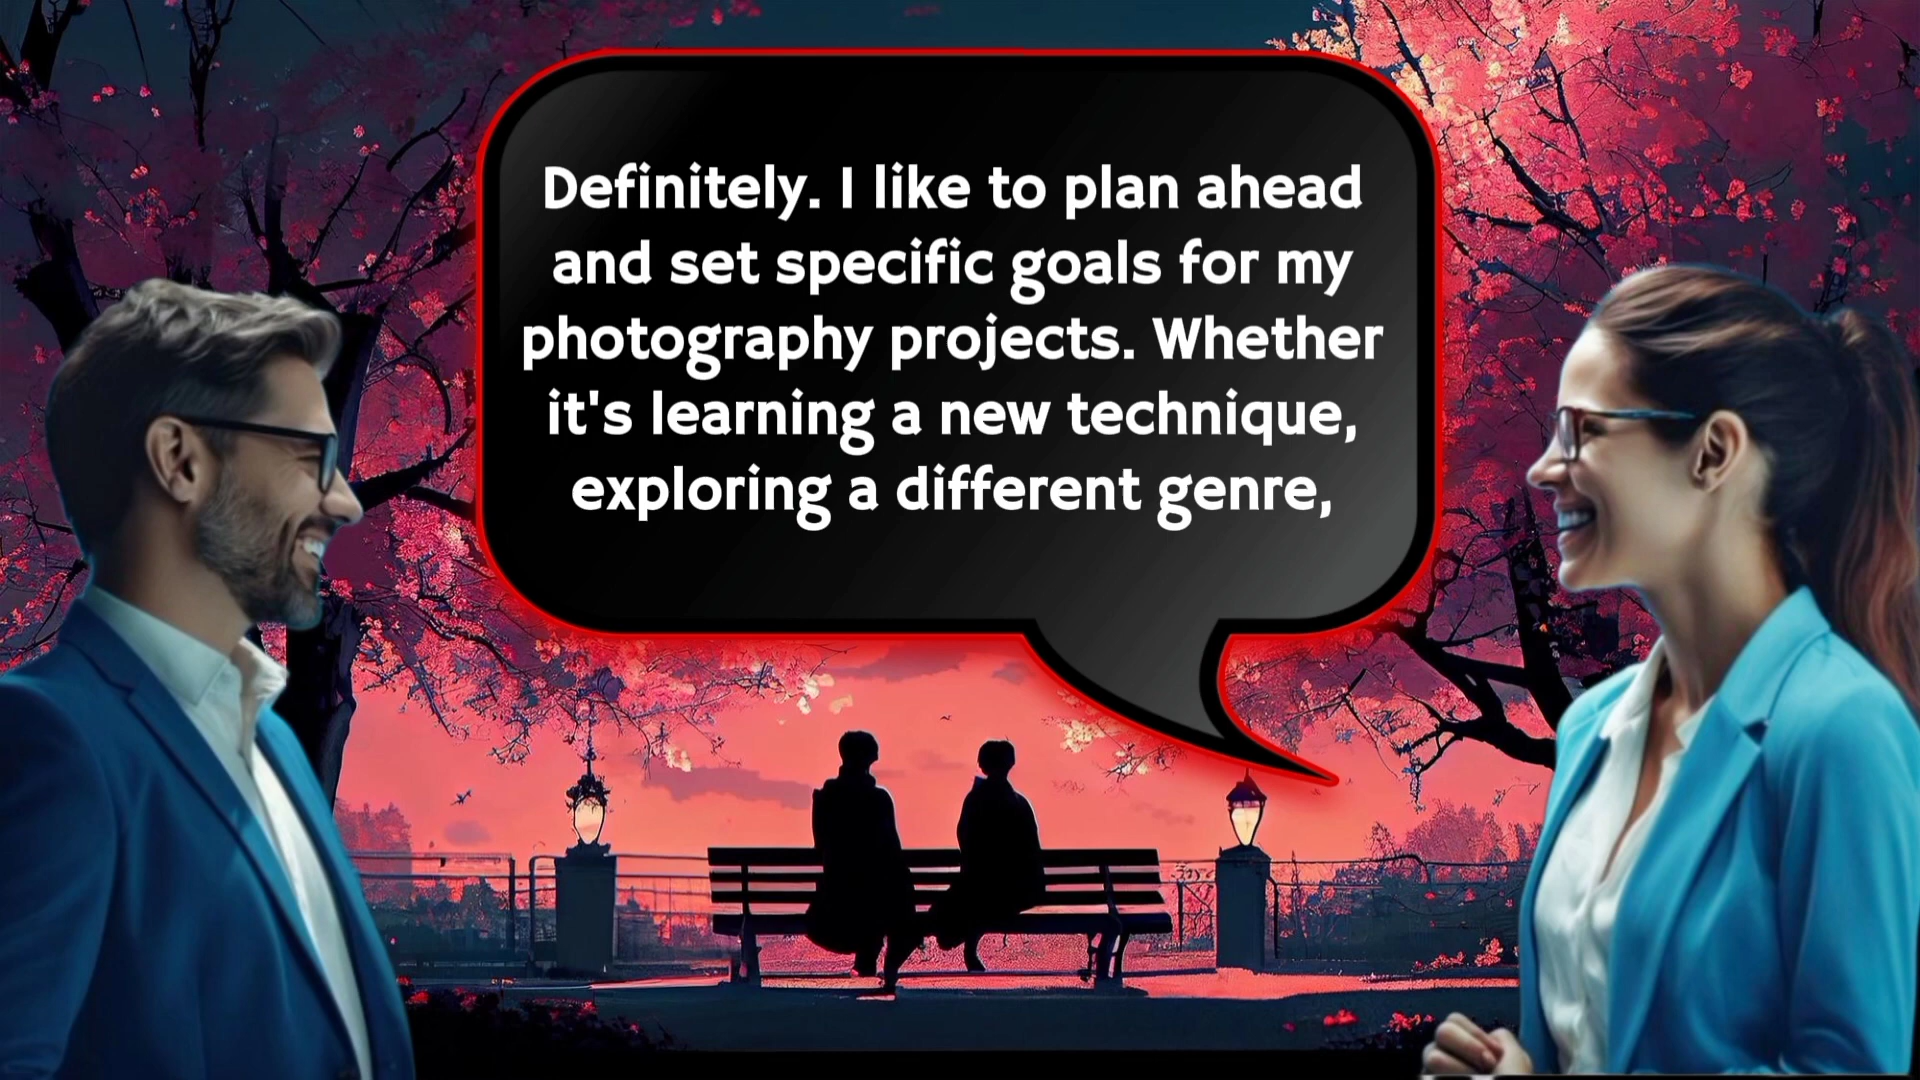 Definitely. I like to plan ahead
and set specific goals for my
photography projects. Whether
it's learning a new technique,
exploring a different genre,